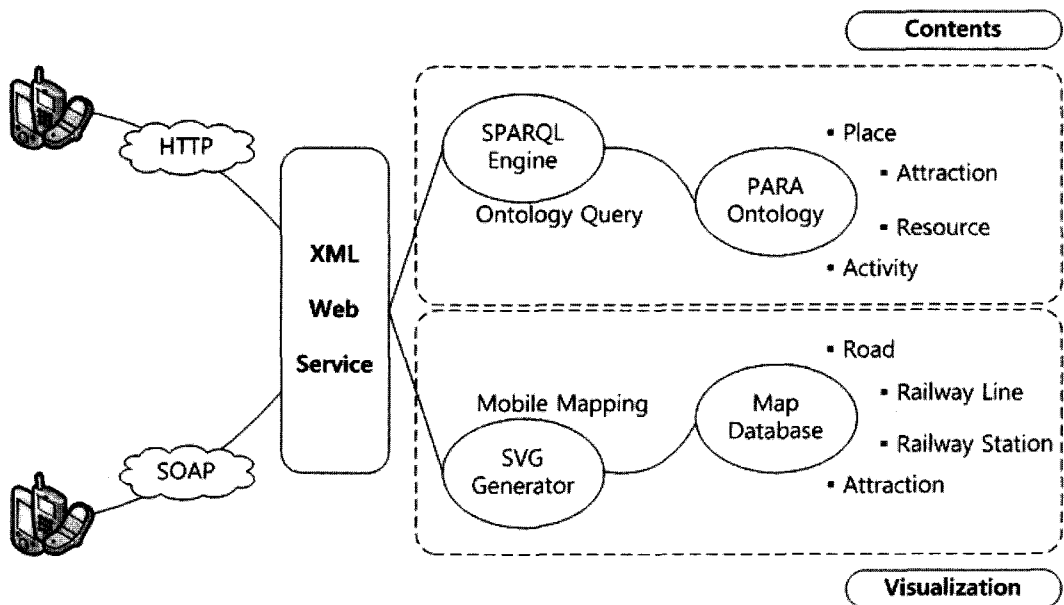 Contents
HTTP
SPARQL
Engine
Ontology Query
PARA
Ontology
▪ Place
▪ Attraction
▪ Resource
▪ Activity
XML
Web
Service
Mobile Mapping
SVG
Generator
Map
Database
▪ Road
▪ Railway Line
▪ Railway Station
▪ Attraction
SOAP
Visualization